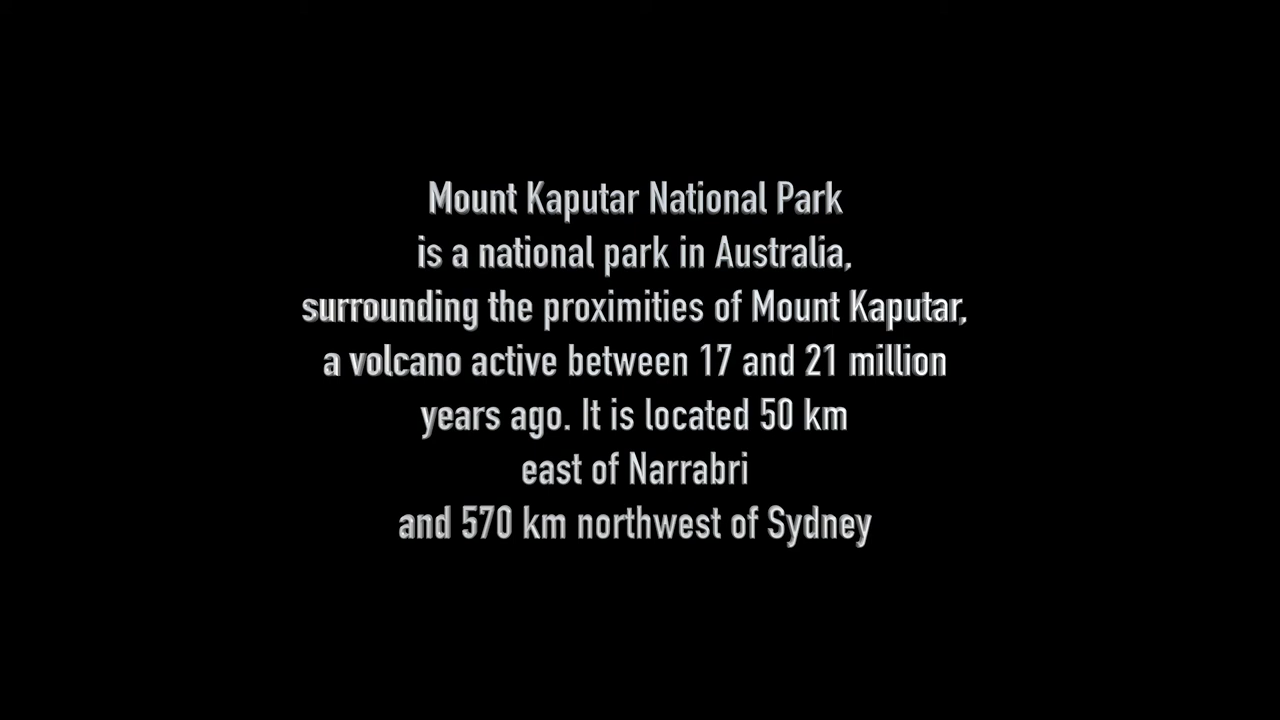 Mount Kaputar National Park
is a national park in Australia,
surrounding the proximities of Mount Kaputar,
a volcano active between 17 and 21 million
years ago. It is located 50 km
east of Narrabri
and 570 km northwest of Sydney